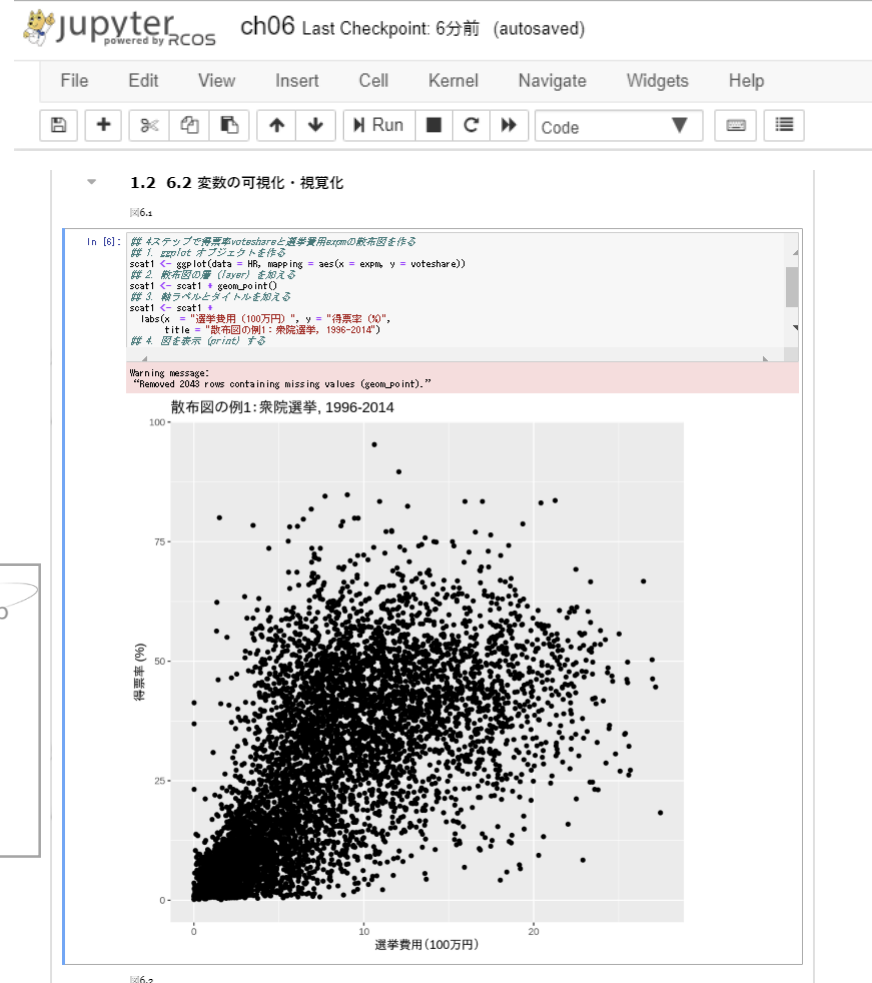 jupyter
powered by RCOS
ch06 Last Checkpoint: 6分前 (autosaved)
File Edit View Insert Cell Kernel Navigate Widgets Help
Run
Code
1.2 6.2 変数の可視化・視覚化
図6.1
In [6]:
## 4ステップで得票率voteshareと選挙費用expmの散布図を作る
## 1. ggplot オブジェクトを作る
scat1 <- ggplot(data = HR, mapping = aes(x = expm, y = voteshare))
## 2. 散布図の層 (layer) を加える
scat1 <- scat1 + geom_point()
## 3. 軸ラベルとタイトルを加える
scat1 <- scat1 +
labs(x = "選挙費用 (100万円)", y = "得票率 (%)",
title = "散布図の例1：衆院選挙, 1996-2014")
## 4. 図を表示 (print) する
Warning message:
“Removed 2043 rows containing missing values (geom_point).”
散布図の例1：衆院選挙, 1996-2014
100
75
50
25
0
得票率 (%)
0 10 20
選挙費用 (100万円)
図6.2